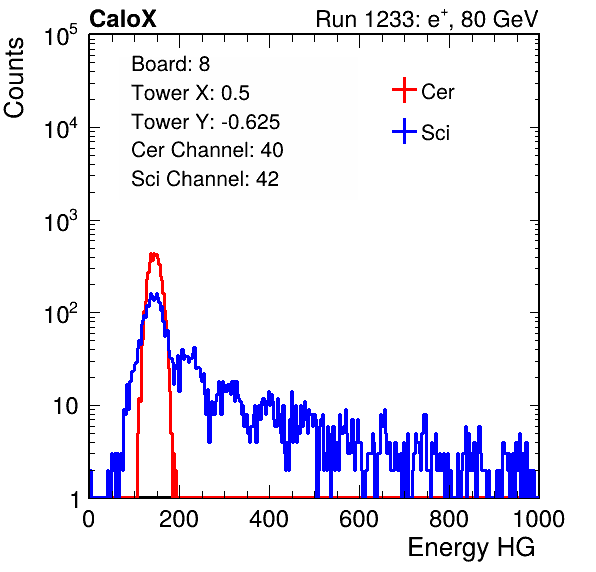 CaloX Run 1233: e⁺, 80 GeV
Counts
Board: 8
Tower X: 0.5
Tower Y: -0.625
Cer Channel: 40
Sci Channel: 42
Cer
Sci
10⁵
10⁴
10³
10²
10
1
0 200 400 600 800 1000
Energy HG